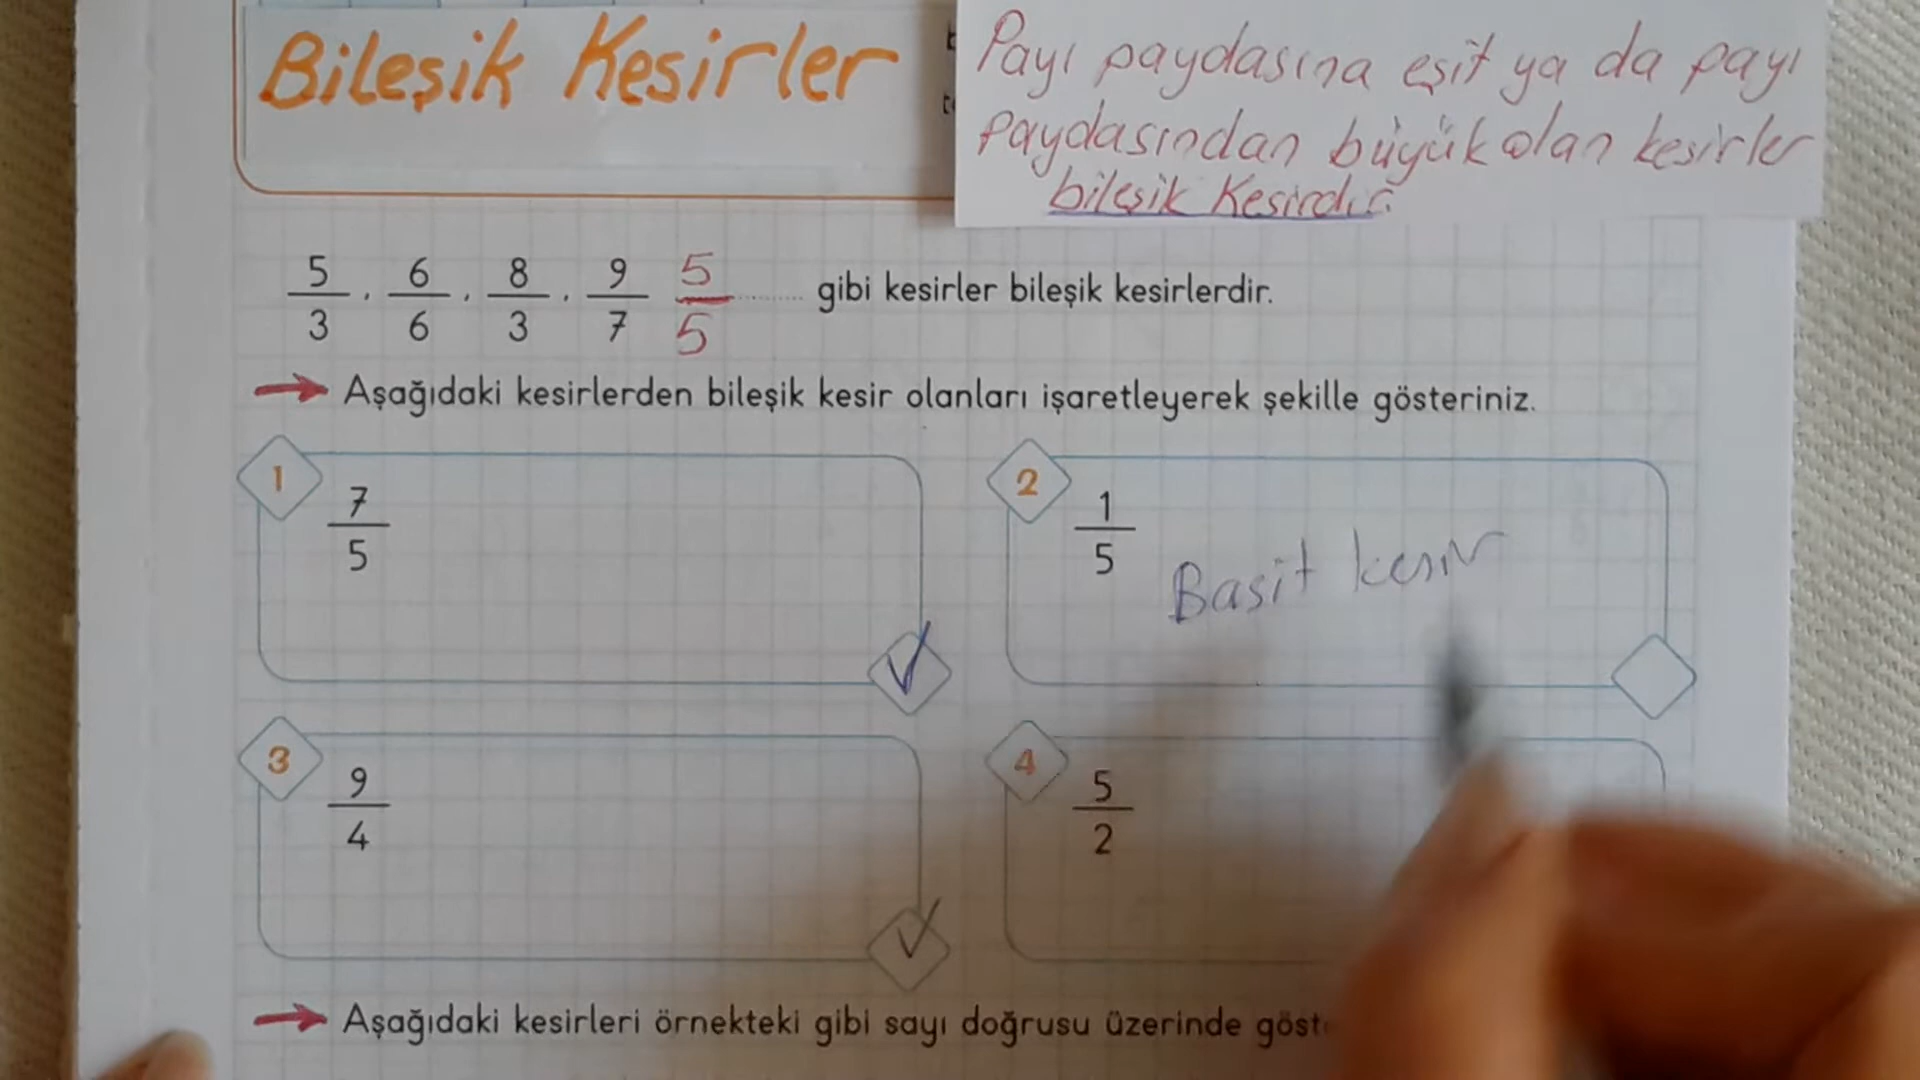 Bileşik Kesirler
Payı paydasına eşit ya da payı
paydasından büyük olan kesirler
bileşik kesirdir.
5/3, 6/6, 8/3, 9/7 5/5 ........ gibi kesirler bileşik kesirlerdir.
Aşağıdaki kesirlerden bileşik kesir olanları işaretleyerek şekille gösteriniz.
1 7/5
2 1/5 Basit kesir
3 9/4
4 5/2
Aşağıdaki kesirleri örnekteki gibi sayı doğrusu üzerinde